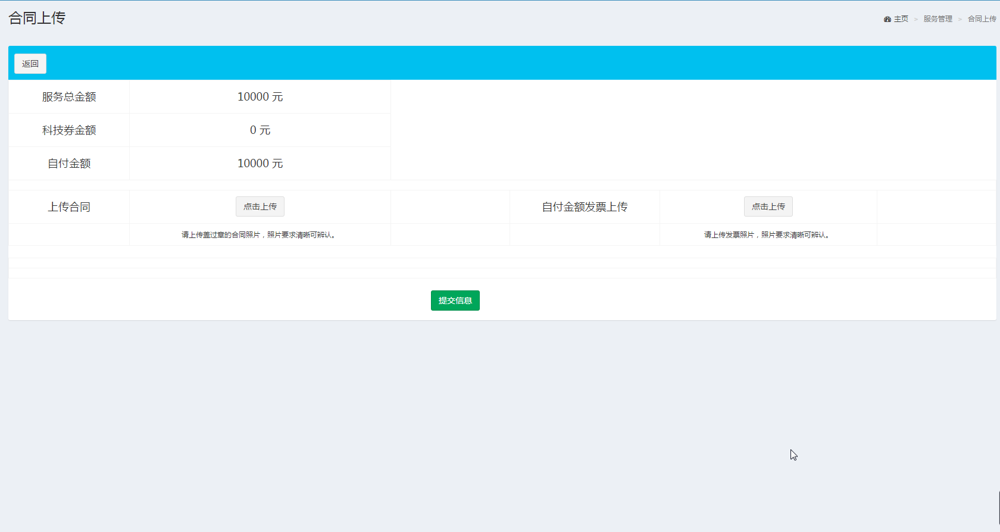 合同上传
主页 > 服务管理 > 合同上传
返回
服务总金额 10000 元
科技券金额 0 元
自付金额 10000 元
上传合同 点击上传 自付金额发票上传 点击上传
请上传盖过章的合同照片，照片要求清晰可辨认。 请上传发票照片，照片要求清晰可辨认。
提交信息